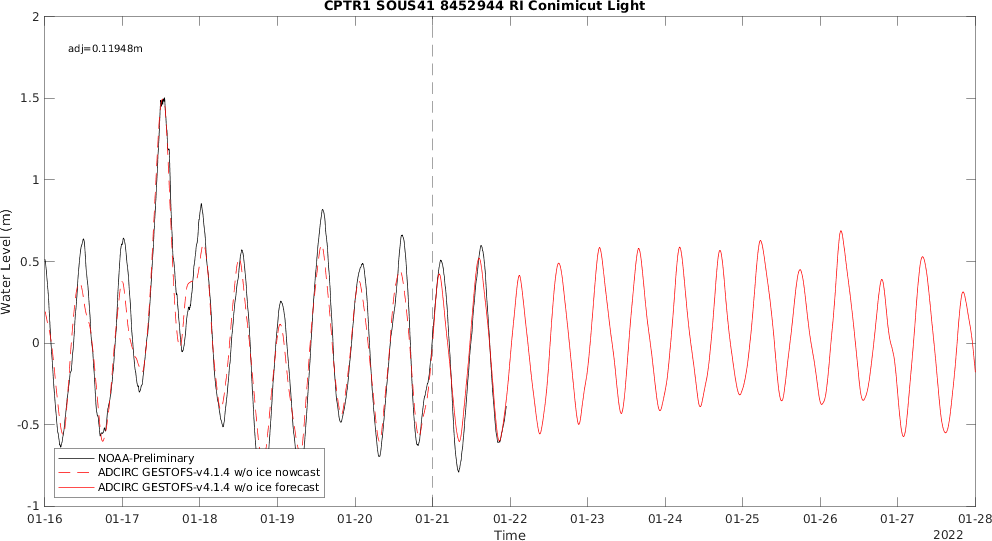 CPTR1 SOUS41 8452944 RI Conimicut Light
2
adj=0.11948m
1.5
1
0.5
0
-0.5
-1
Water Level (m)
NOAA-Preliminary
ADCIRC GESTOFS-v4.1.4 w/o ice nowcast
ADCIRC GESTOFS-v4.1.4 w/o ice forecast
01-16 01-17 01-18 01-19 01-20 01-21 01-22 01-23 01-24 01-25 01-26 01-27 01-28
Time
2022